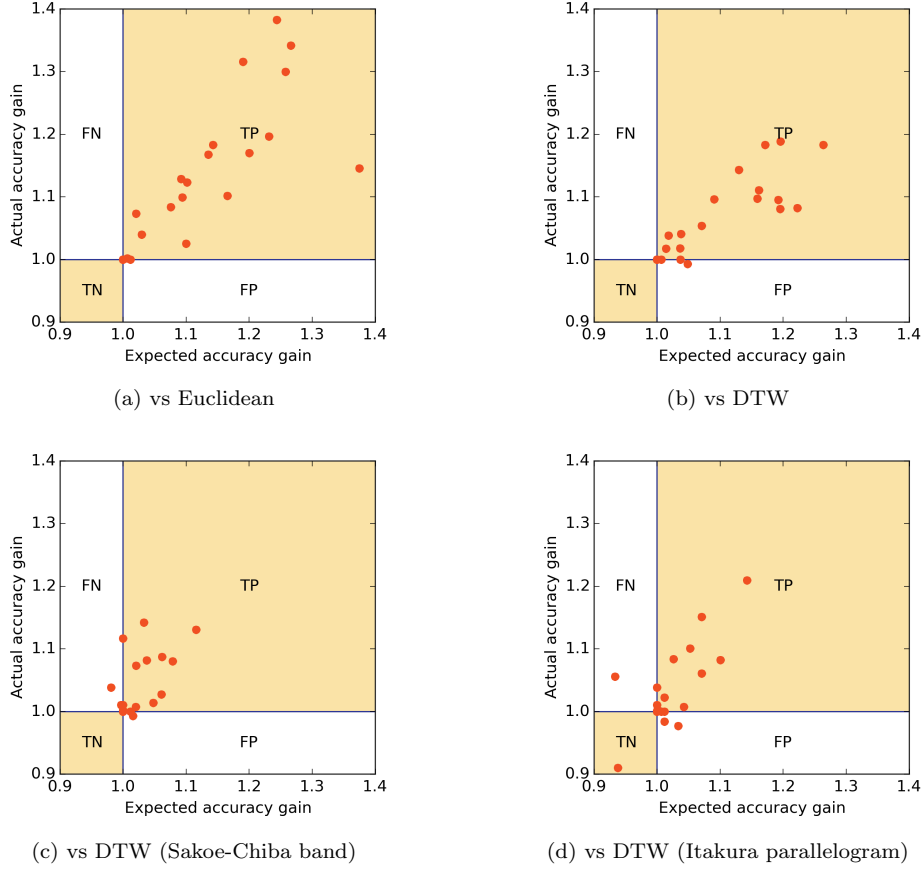 1.4
1.3
1.2
1.1
1.0
0.9
Actual accuracy gain
FN
TP
TN
FP
0.9 1.0 1.1 1.2 1.3 1.4
Expected accuracy gain
(a) vs Euclidean
1.4
1.3
1.2
1.1
1.0
0.9
Actual accuracy gain
FN
TP
TN
FP
0.9 1.0 1.1 1.2 1.3 1.4
Expected accuracy gain
(b) vs DTW
1.4
1.3
1.2
1.1
1.0
0.9
Actual accuracy gain
FN
TP
TN
FP
0.9 1.0 1.1 1.2 1.3 1.4
Expected accuracy gain
(c) vs DTW (Sakoe-Chiba band)
1.4
1.3
1.2
1.1
1.0
0.9
Actual accuracy gain
FN
TP
TN
FP
0.9 1.0 1.1 1.2 1.3 1.4
Expected accuracy gain
(d) vs DTW (Itakura parallelogram)